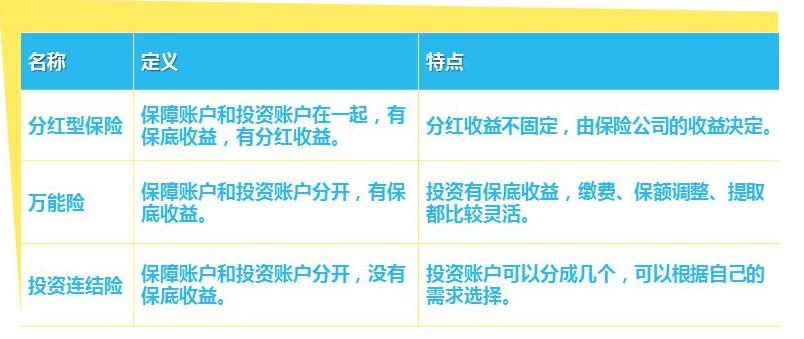 名称 定义 特点
分红型保险
保障账户和投资账户在一起，有
保底收益，有分红收益。
分红收益不固定，由保险公司的收益决定。
万能险
保障账户和投资账户分开，有保
底收益。
投资有保底收益，缴费、保额调整、提取
都比较灵活。
投资连结险
保障账户和投资账户分开，没有
保底收益。
投资账户可以分成几个，可以根据自己的
需求选择。